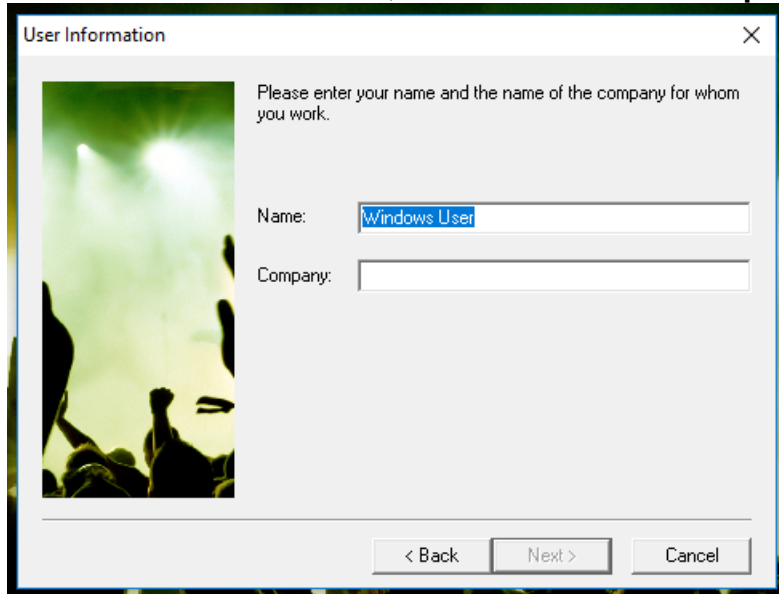 User Information
Please enter your name and the name of the company for whom
you work.
Name:
Windows User
Company:
< Back
Next >
Cancel